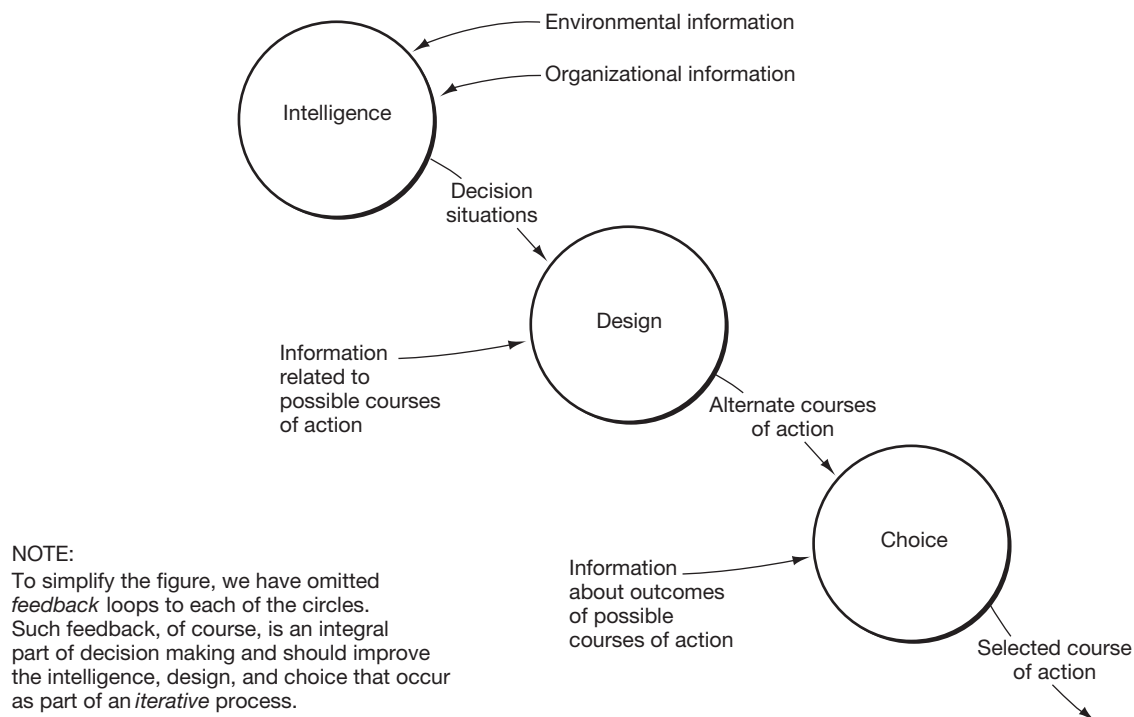 Environmental information
Organizational information
Intelligence
Decision
situations
Design
Information
related to
possible courses
of action
Alternate courses
of action
Choice
Information
about outcomes
of possible
courses of action
Selected course
of action
NOTE:
To simplify the figure, we have omitted
feedback loops to each of the circles.
Such feedback, of course, is an integral
part of decision making and should improve
the intelligence, design, and choice that occur
as part of an iterative process.